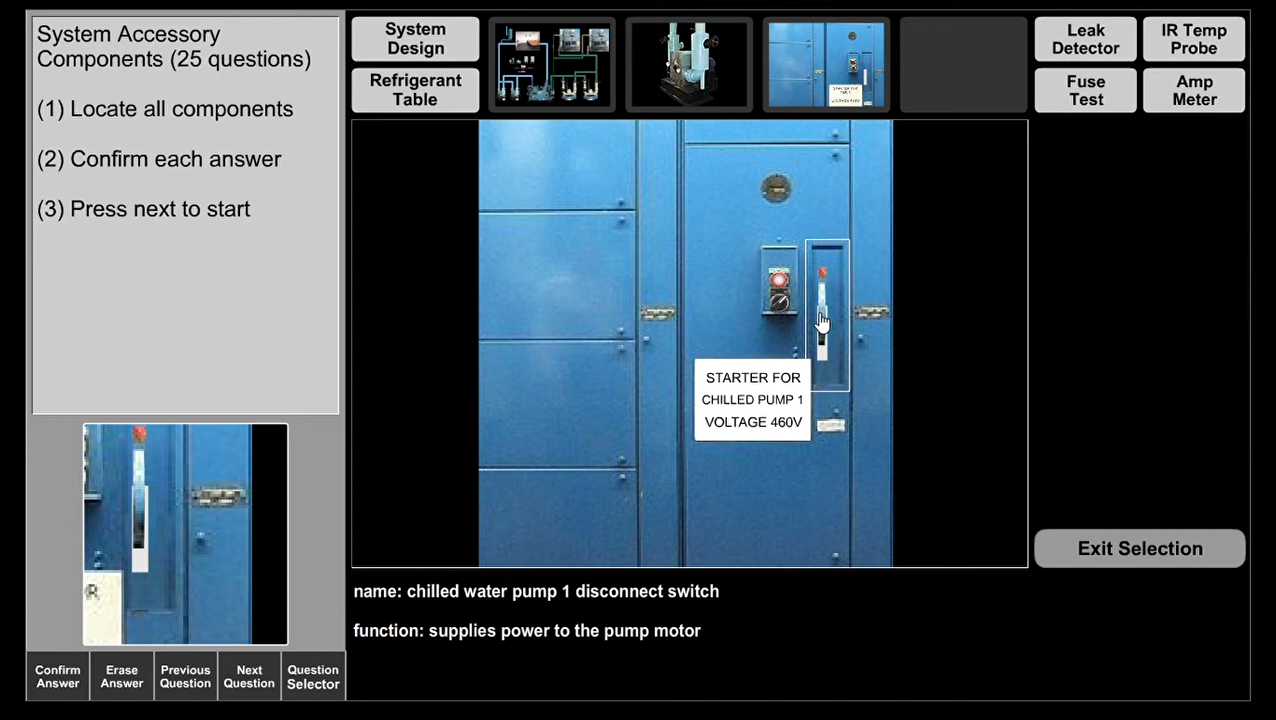 System Accessory
Components (25 questions)
(1) Locate all components
(2) Confirm each answer
(3) Press next to start
System
Design
Refrigerant
Table
Leak
Detector
IR Temp
Probe
Fuse
Test
Amp
Meter
STARTER FOR
CHILLED PUMP 1
VOLTAGE 460V
Exit Selection
name: chilled water pump 1 disconnect switch
function: supplies power to the pump motor
Confirm
Answer
Erase
Answer
Previous
Question
Next
Question
Question
Selector